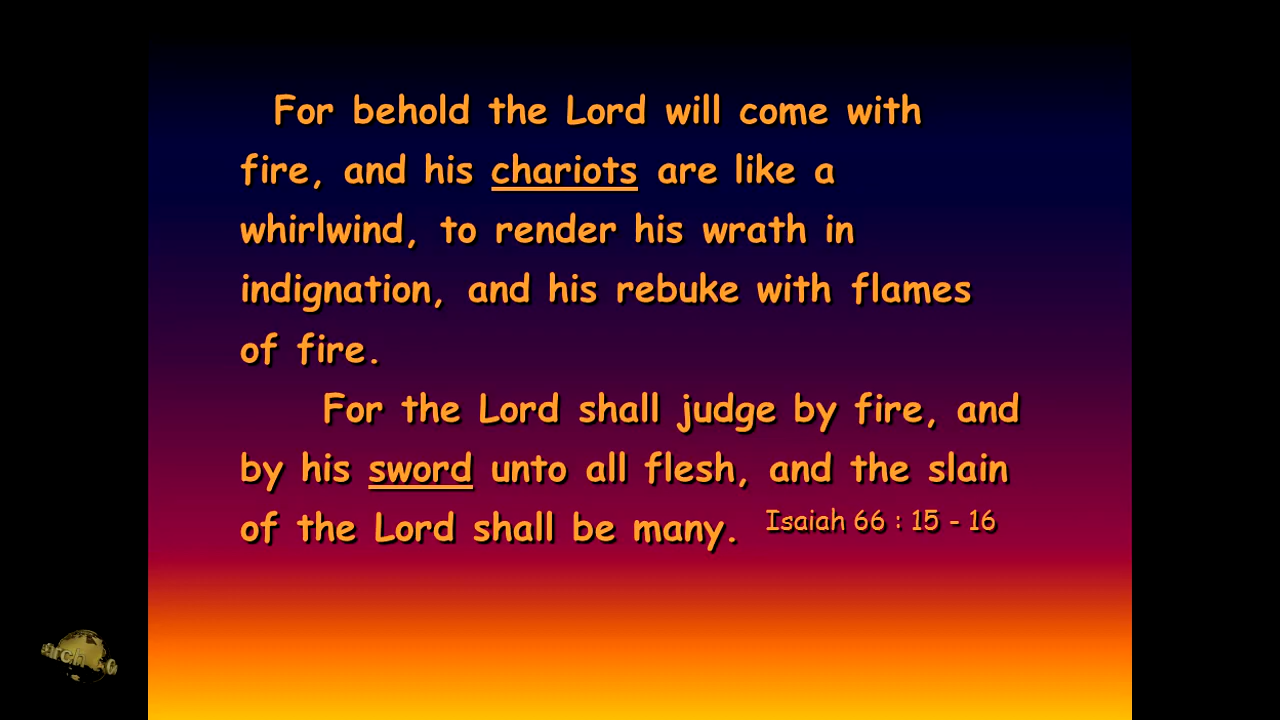 For behold the Lord will come with
fire, and his chariots are like a
whirlwind, to render his wrath in
indignation, and his rebuke with flames
of fire.
For the Lord shall judge by fire, and
by his sword unto all flesh, and the slain
of the Lord shall be many. Isaiah 66 : 15 - 16